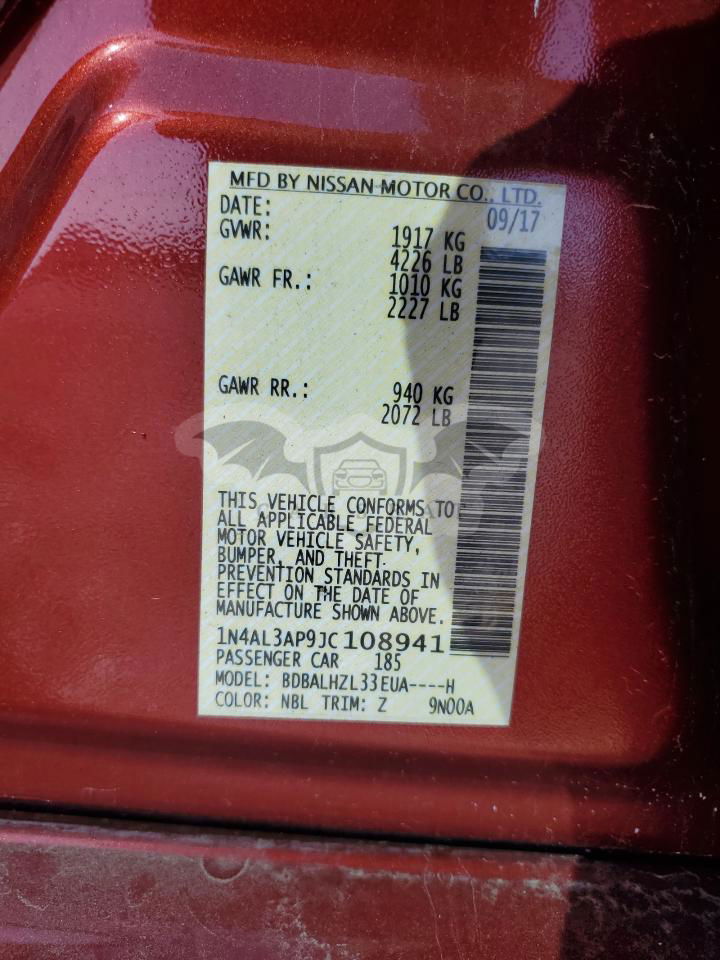 MFD BY NISSAN MOTOR CO., LTD.
DATE: 09/17
GVWR: 1917 KG
4226 LB
GAWR FR.: 1010 KG
2227 LB
GAWR RR.: 940 KG
2072 LB
THIS VEHICLE CONFORMS TO
ALL APPLICABLE FEDERAL
MOTOR VEHICLE SAFETY,
BUMPER, AND THEFT
PREVENTION STANDARDS IN
EFFECT ON THE DATE OF
MANUFACTURE SHOWN ABOVE.
1N4AL3AP9JC108941
PASSENGER CAR 185
MODEL: BDBALHZL33EUA----H
COLOR: NBL TRIM: Z 9N00A